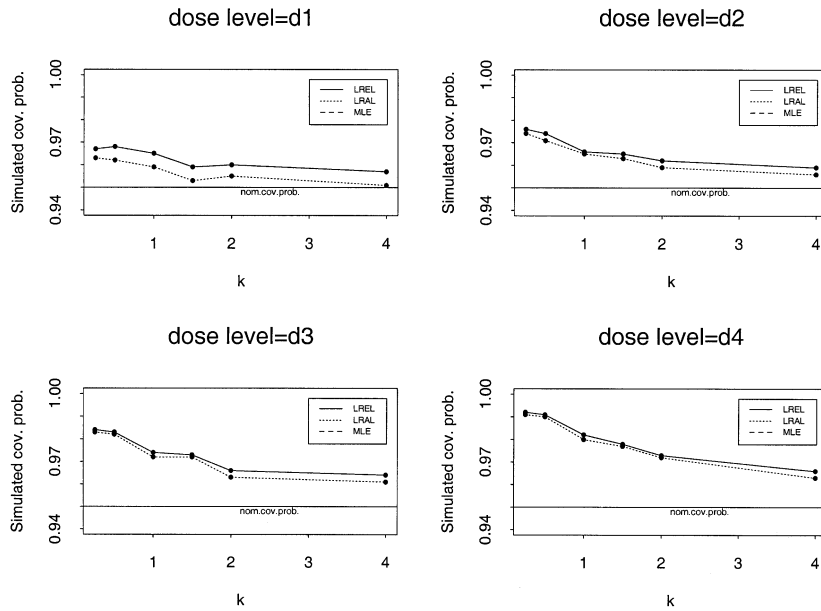 dose level=d1
Simulated cov. prob.
1.00
0.97
0.94
LREL
LRAL
MLE
nom.cov.prob.
1
2
3
4
k
dose level=d2
Simulated cov. prob.
1.00
0.97
0.94
LREL
LRAL
MLE
nom.cov.prob.
1
2
3
4
k
dose level=d3
Simulated cov. prob.
1.00
0.97
0.94
LREL
LRAL
MLE
nom.cov.prob.
1
2
3
4
k
dose level=d4
Simulated cov. prob.
1.00
0.97
0.94
LREL
LRAL
MLE
nom.cov.prob.
1
2
3
4
k